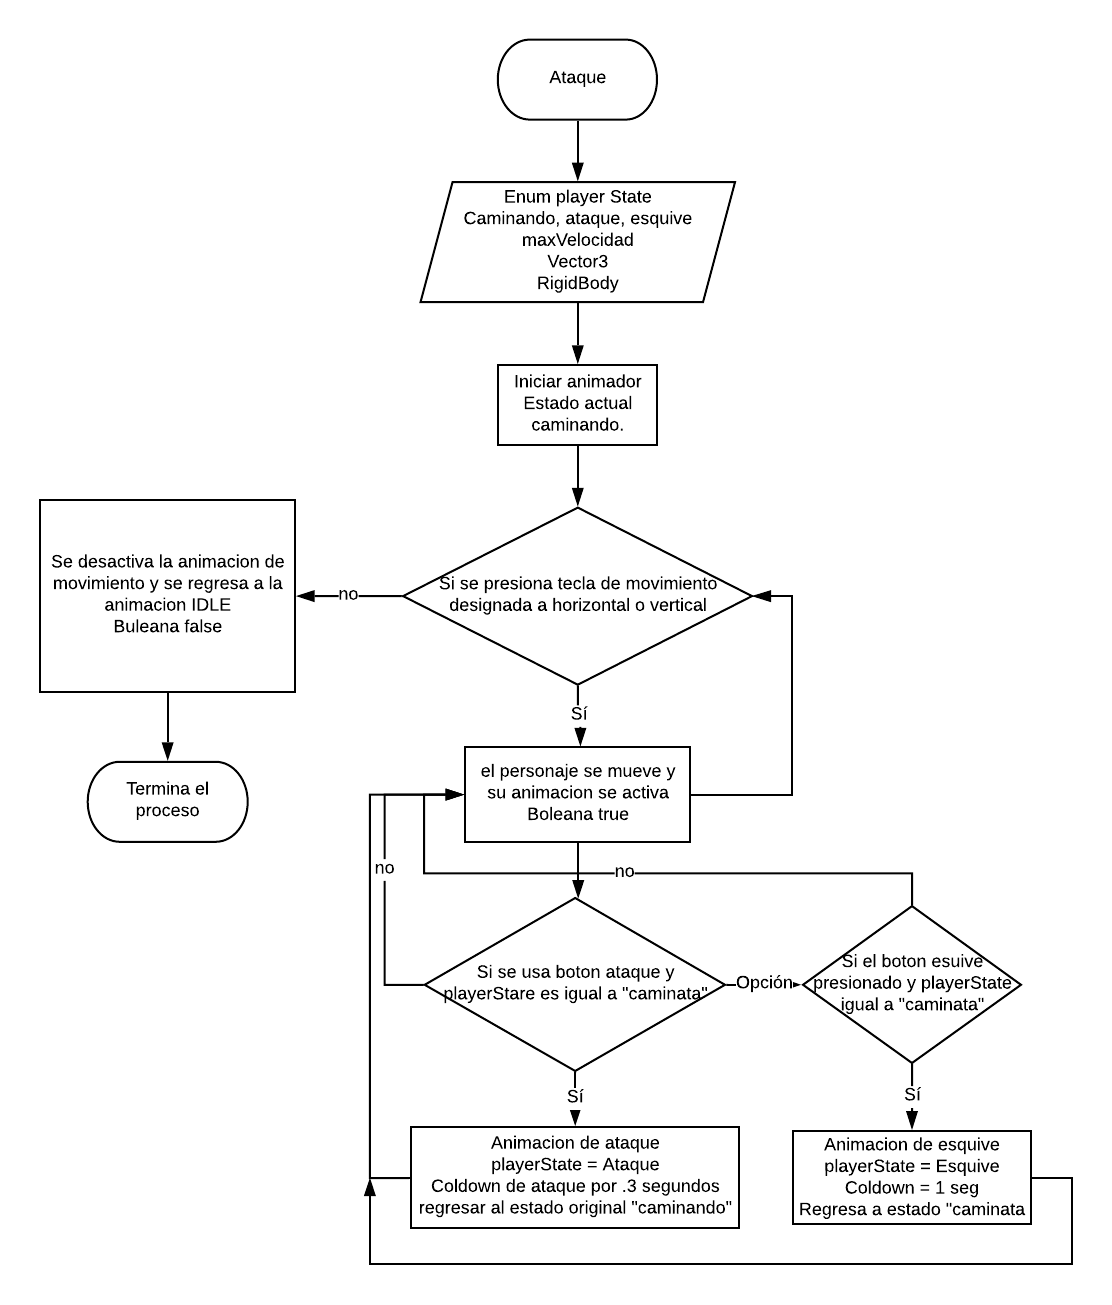 Ataque
Enum player State
Caminando, ataque, esquive
maxVelocidad
Vector3
RigidBody
Iniciar animador
Estado actual
caminando.
Si se presiona tecla de movimiento
designada a horizontal o vertical
no
Se desactiva la animacion de
movimiento y se regresa a la
animacion IDLE
Buleana false
Termina el
proceso
Sí
el personaje se mueve y
su animacion se activa
Boleana true
no
no
Si se usa boton ataque y
playerStare es igual a "caminata"
Opción
Si el boton esuive
presionado y playerState
igual a "caminata"
Sí
Sí
Animacion de ataque
playerState = Ataque
Coldown de ataque por .3 segundos
regresar al estado original "caminando"
Animacion de esquive
playerState = Esquive
Coldown = 1 seg
Regresa a estado "caminata